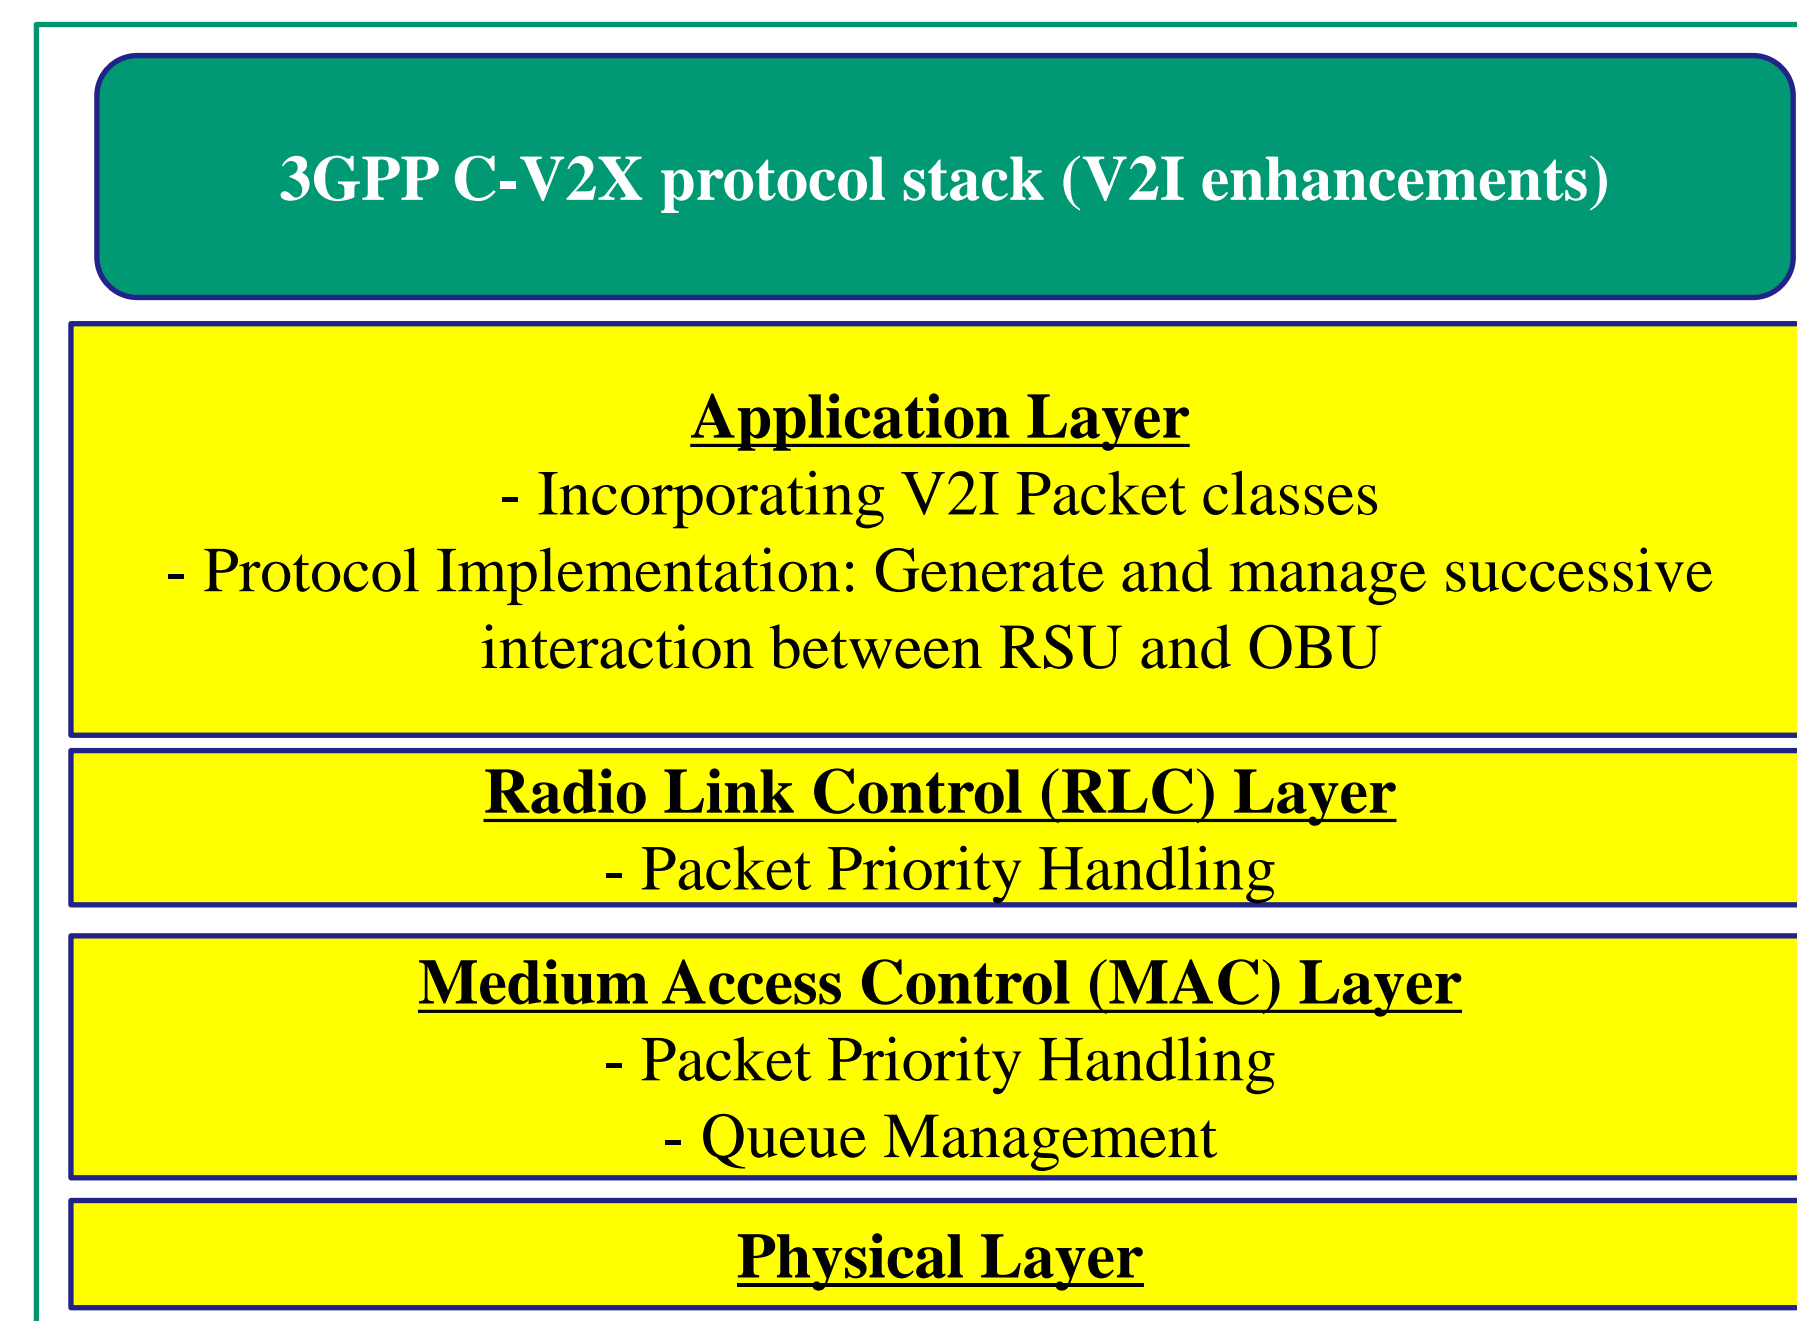 3GPP C-V2X protocol stack (V2I enhancements)
Application Layer
- Incorporating V2I Packet classes
- Protocol Implementation: Generate and manage successive
interaction between RSU and OBU
Radio Link Control (RLC) Layer
- Packet Priority Handling
Medium Access Control (MAC) Layer
- Packet Priority Handling
- Queue Management
Physical Layer